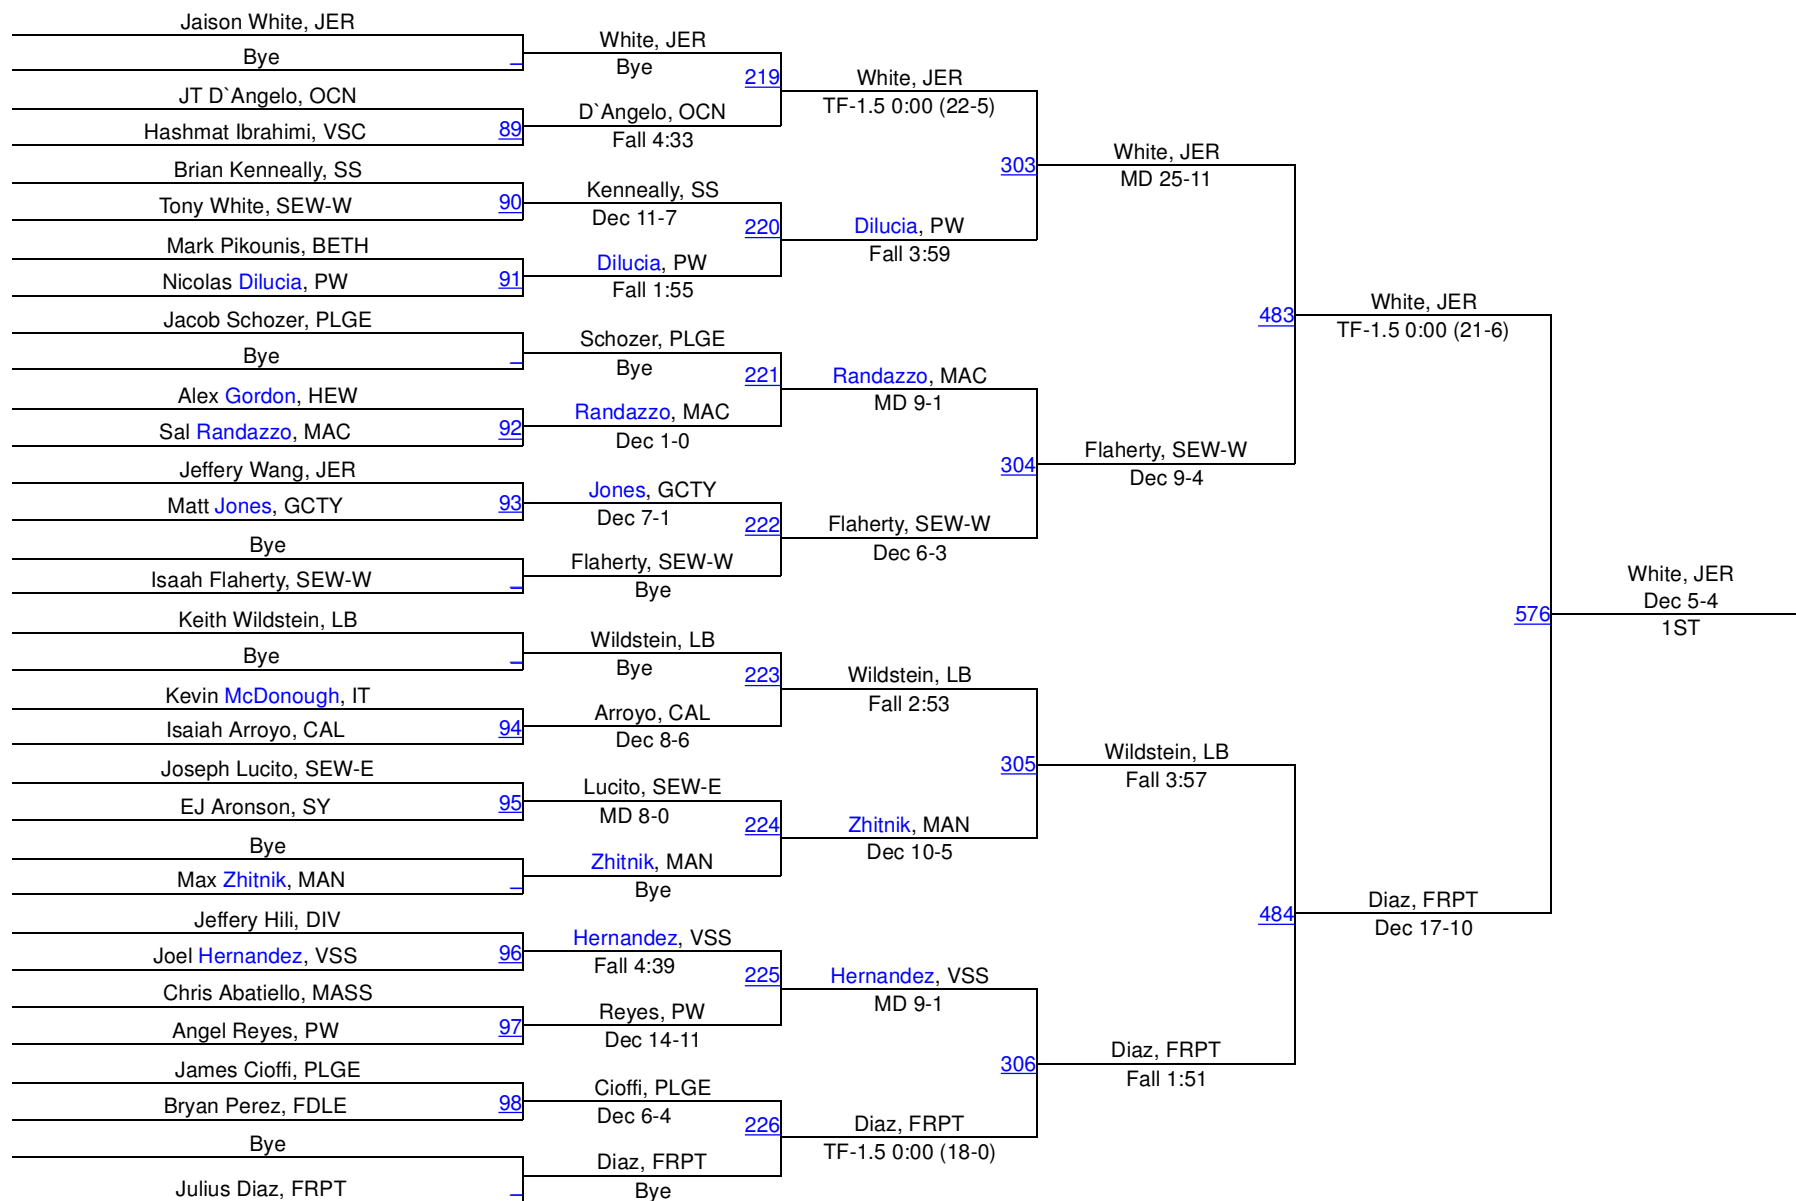 Jaison White, JER
Bye
JT D`Angelo, OCN
Hashmat Ibrahimi, VSC
89
Brian Kenneally, SS
Tony White, SEW-W
90
Mark Pikounis, BETH
Nicolas Dilucia, PW
91
Jacob Schozer, PLGE
Bye
Alex Gordon, HEW
Sal Randazzo, MAC
92
Jeffery Wang, JER
Matt Jones, GCTY
93
Bye
Isaah Flaherty, SEW-W
Keith Wildstein, LB
Bye
Kevin McDonough, IT
Isaiah Arroyo, CAL
94
Joseph Lucito, SEW-E
EJ Aronson, SY
95
Bye
Max Zhitnik, MAN
Jeffery Hili, DIV
Joel Hernandez, VSS
96
Chris Abatiello, MASS
Angel Reyes, PW
97
James Cioffi, PLGE
Bryan Perez, FDLE
98
Bye
Julius Diaz, FRPT
White, JER
Bye
219
D`Angelo, OCN
Fall 4:33
Kenneally, SS
Dec 11-7
220
Dilucia, PW
Fall 1:55
Schozer, PLGE
Bye
221
Randazzo, MAC
Dec 1-0
Jones, GCTY
Dec 7-1
222
Flaherty, SEW-W
Bye
Wildstein, LB
Bye
223
Arroyo, CAL
Dec 8-6
Lucito, SEW-E
MD 8-0
224
Zhitnik, MAN
Bye
Hernandez, VSS
Fall 4:39
225
Reyes, PW
Dec 14-11
Cioffi, PLGE
Dec 6-4
226
Diaz, FRPT
Bye
White, JER
TF-1.5 0:00 (22-5)
303
Dilucia, PW
Fall 3:59
Randazzo, MAC
MD 9-1
304
Flaherty, SEW-W
Dec 6-3
Wildstein, LB
Fall 2:53
305
Zhitnik, MAN
Dec 10-5
Hernandez, VSS
MD 9-1
306
Diaz, FRPT
TF-1.5 0:00 (18-0)
White, JER
MD 25-11
483
Flaherty, SEW-W
Dec 9-4
Wildstein, LB
Fall 3:57
484
Diaz, FRPT
Fall 1:51
White, JER
TF-1.5 0:00 (21-6)
576
Diaz, FRPT
Dec 17-10
White, JER
Dec 5-4
1ST